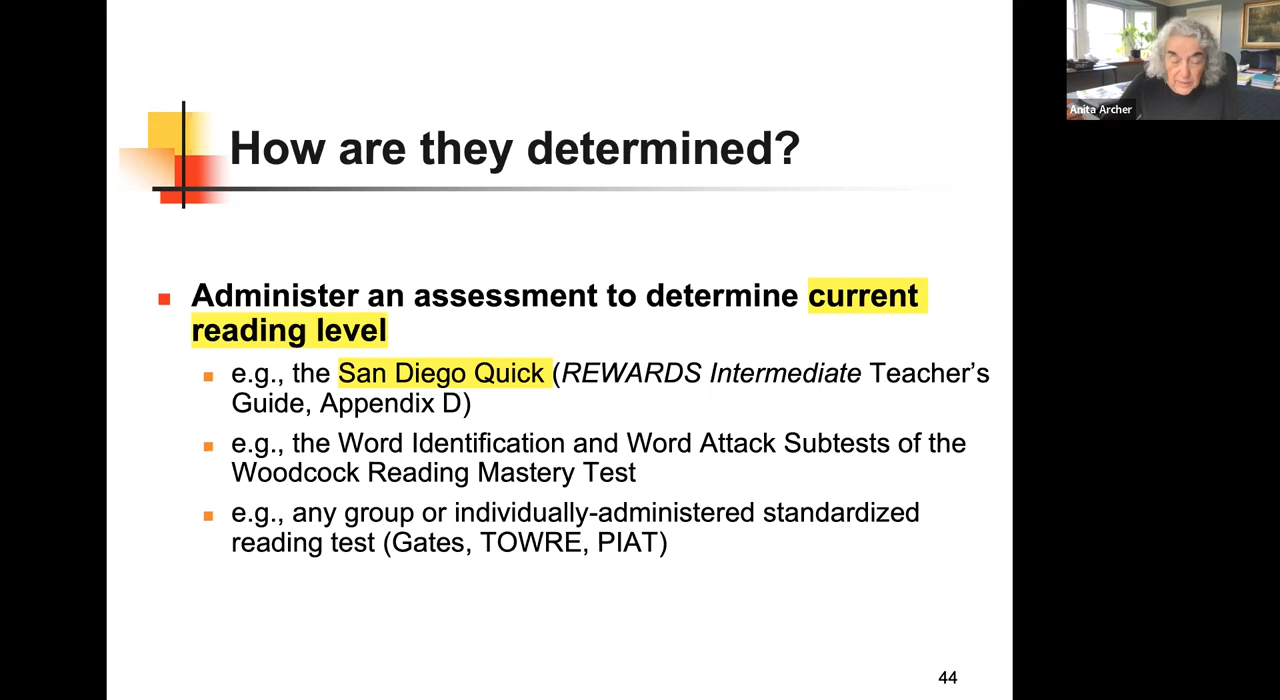 How are they determined?
Administer an assessment to determine current
reading level
e.g., the San Diego Quick (REWARDS Intermediate Teacher’s
Guide, Appendix D)
e.g., the Word Identification and Word Attack Subtests of the
Woodcock Reading Mastery Test
e.g., any group or individually-administered standardized
reading test (Gates, TOWRE, PIAT)
44
Anita Archer